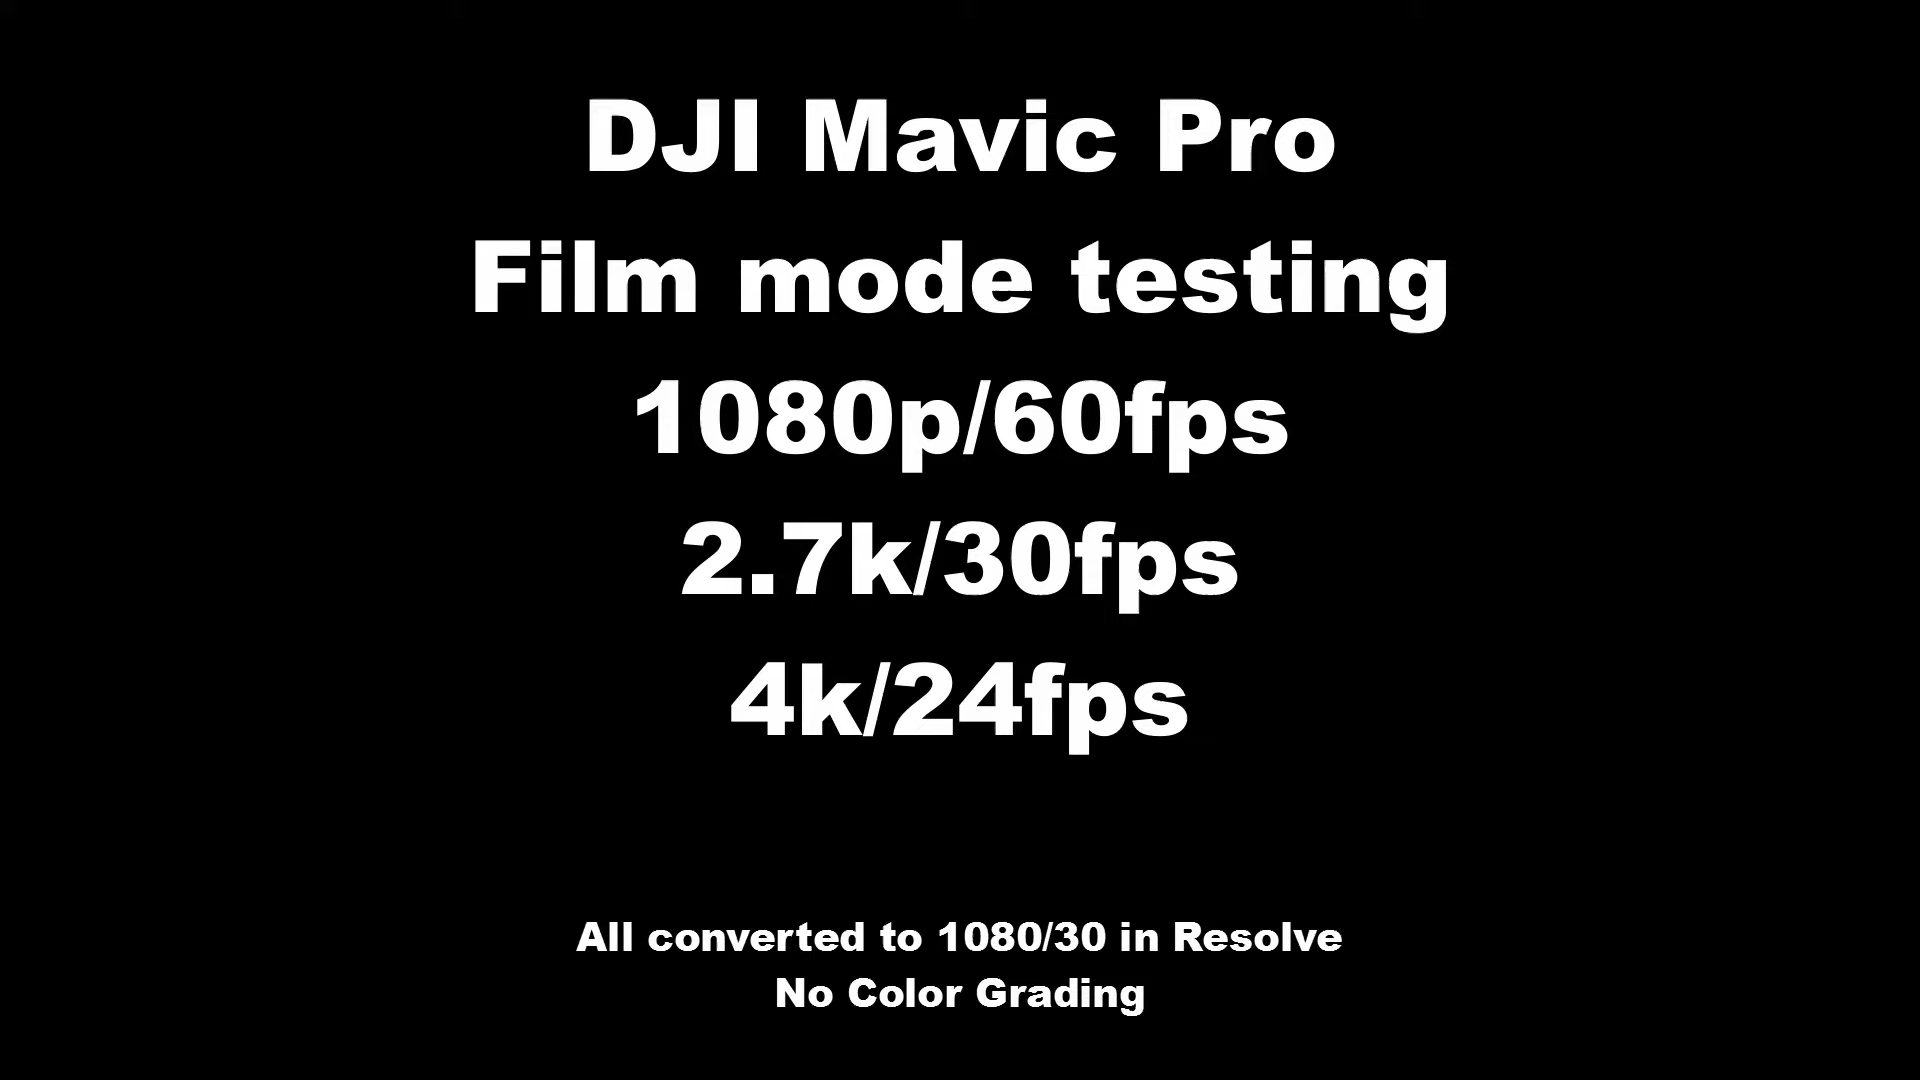 DJI Mavic Pro
Film mode testing
1080p/60fps
2.7k/30fps
4k/24fps
All converted to 1080/30 in Resolve
No Color Grading